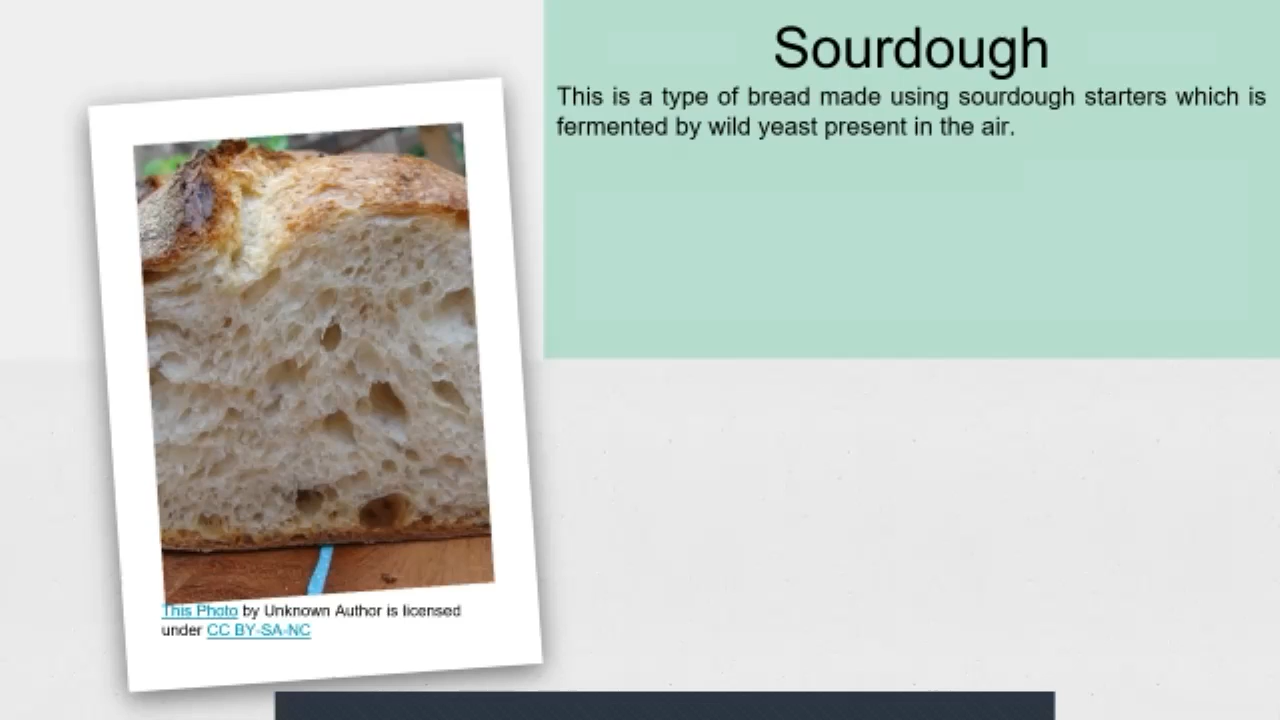 Sourdough
This is a type of bread made using sourdough starters which is
fermented by wild yeast present in the air.
This Photo by Unknown Author is licensed
under CC BY-SA-NC